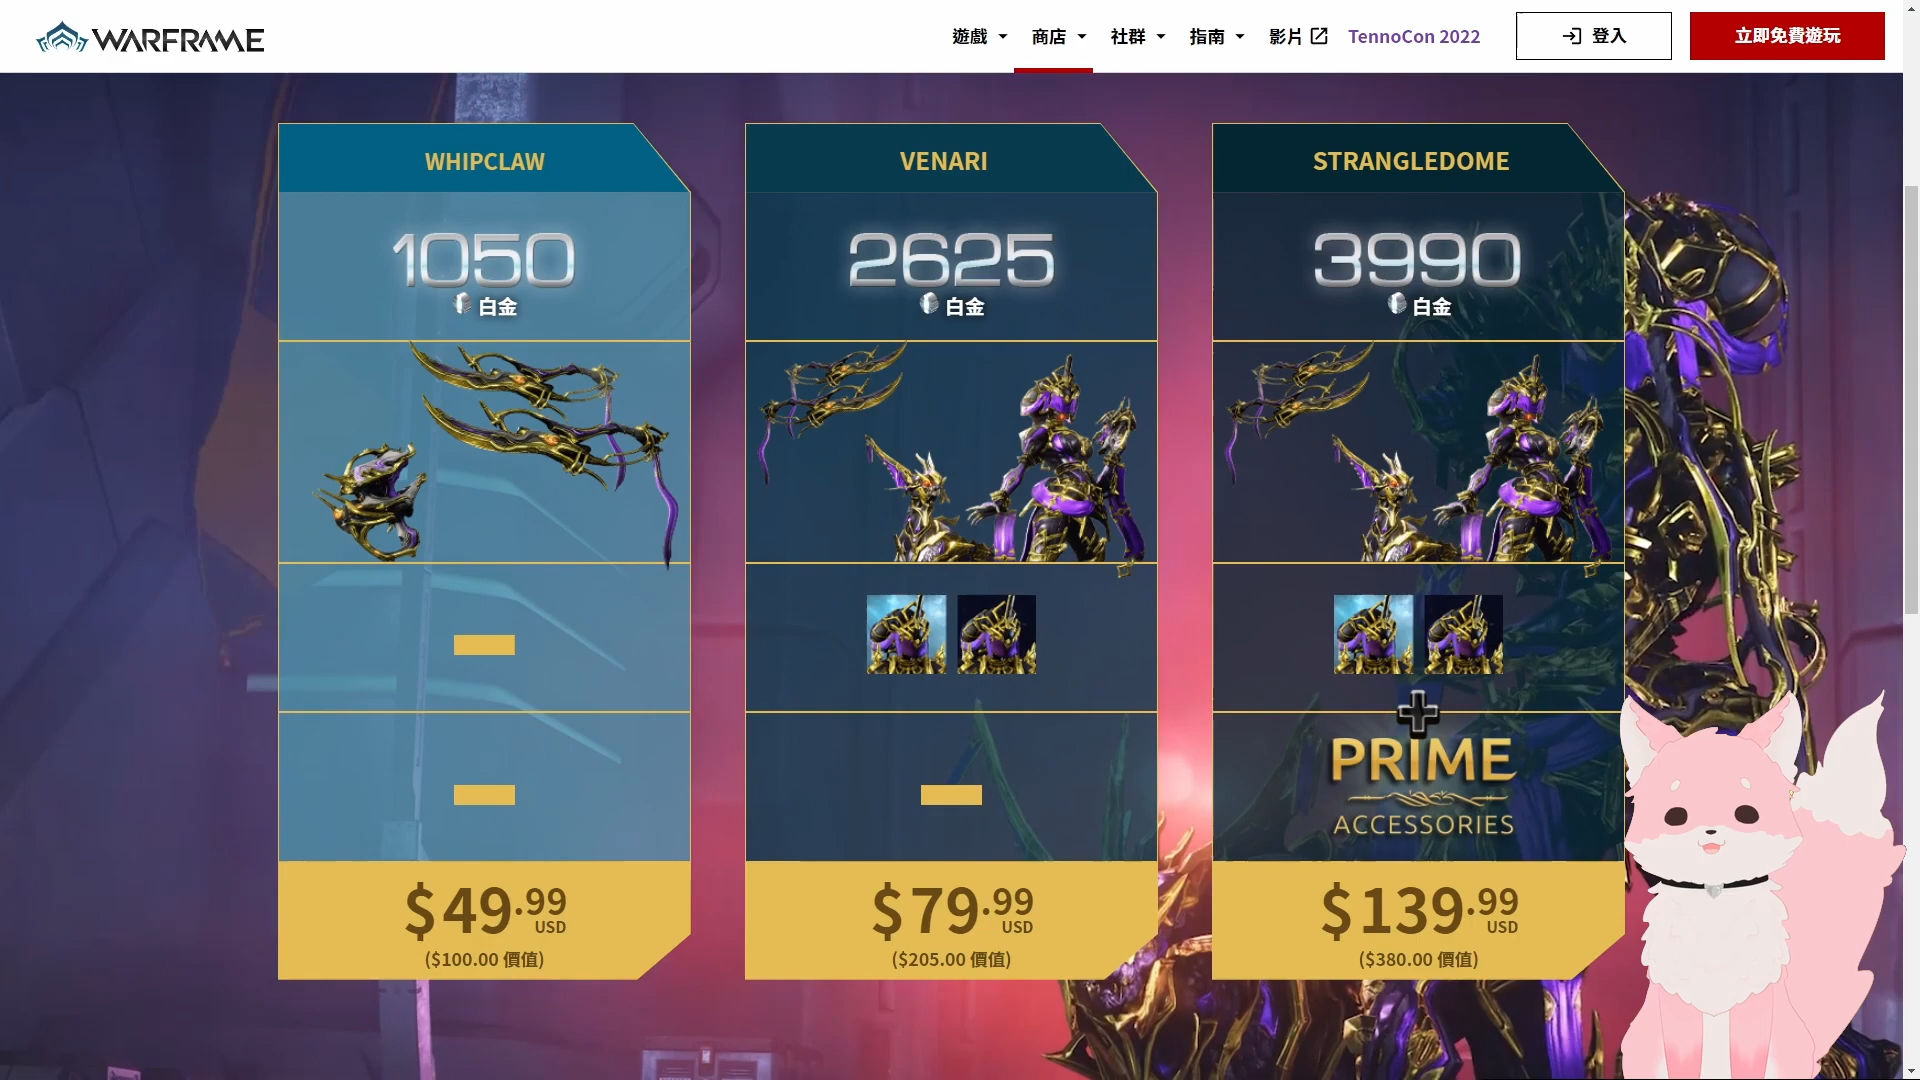 WARFRAME
遊戲
商店
社群
指南
影片
TennoCon 2022
登入
立即免費遊玩
WHIPCLAW
1050
白金
$49.99
USD
($100.00 價值)
VENARI
2625
白金
$79.99
USD
($205.00 價值)
STRANGLEDOME
3990
白金
PRIME
ACCESSORIES
$139.99
USD
($380.00 價值)